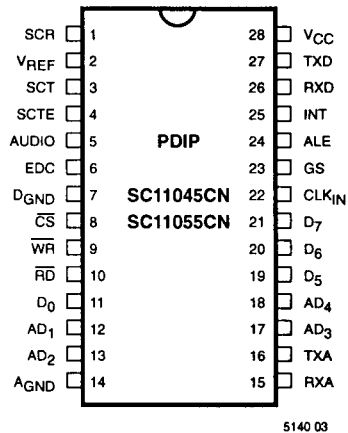 SCR 1 28 VCC
VREF 2 27 TXD
SCT 3 26 RXD
SCTE 4 25 INT
AUDIO 5 PDIP 24 ALE
EDC 6 23 GS
DGND 7 SC11045CN 22 CLKIN
CS 8 SC11055CN 21 D7
WR 9 20 D6
RD 10 19 D5
D0 11 18 AD4
AD1 12 17 AD3
AD2 13 16 TXA
AGND 14 15 RXA
5140 03